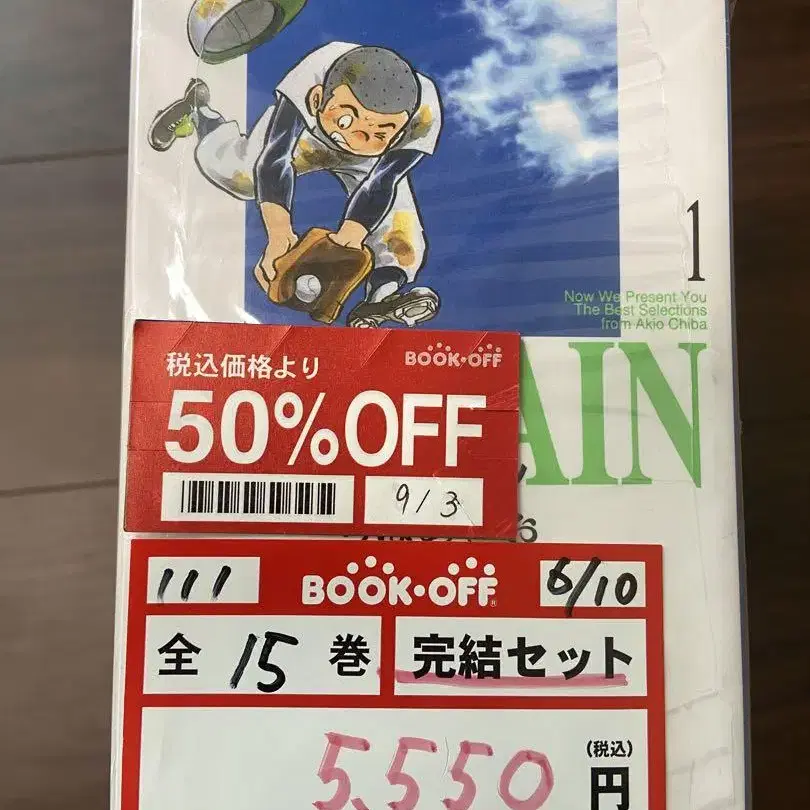 1
Now We Present You
The Best Selections
from Akio Chiba
AIN
税込価格より
BOOK・OFF
50%OFF
9/3
111
BOOK・OFF
6/10
全 15 巻
完結セット
5,550
(税込)
円